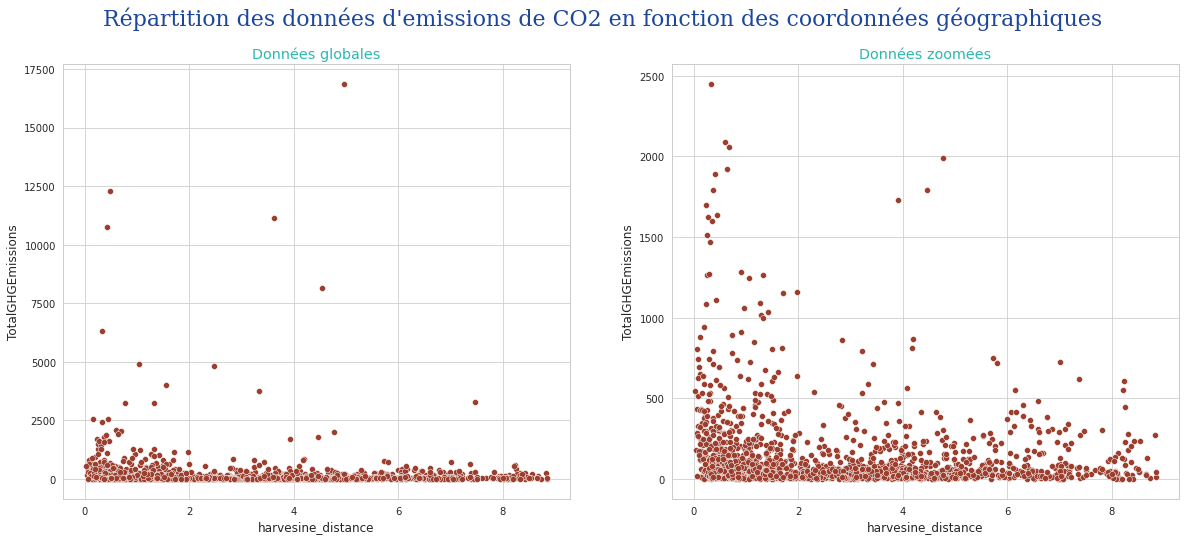 Répartition des données d'emissions de CO2 en fonction des coordonnées géographiques
Données globales
17500
15000
12500
10000
7500
5000
2500
0
TotalGHGEmissions
0 2 4 6 8
harvesine_distance
Données zoomées
2500
2000
1500
1000
500
0
TotalGHGEmissions
0 2 4 6 8
harvesine_distance